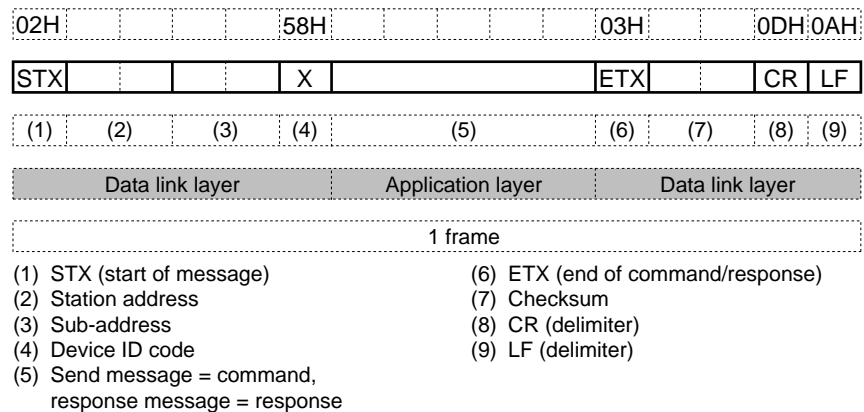 02H 58H 03H 0DH 0AH
STX X ETX CR LF
(1) (2) (3) (4) (5) (6) (7) (8) (9)
Data link layer Application layer Data link layer
1 frame
(1) STX (start of message)
(2) Station address
(3) Sub-address
(4) Device ID code
(5) Send message = command,
response message = response
(6) ETX (end of command/response)
(7) Checksum
(8) CR (delimiter)
(9) LF (delimiter)